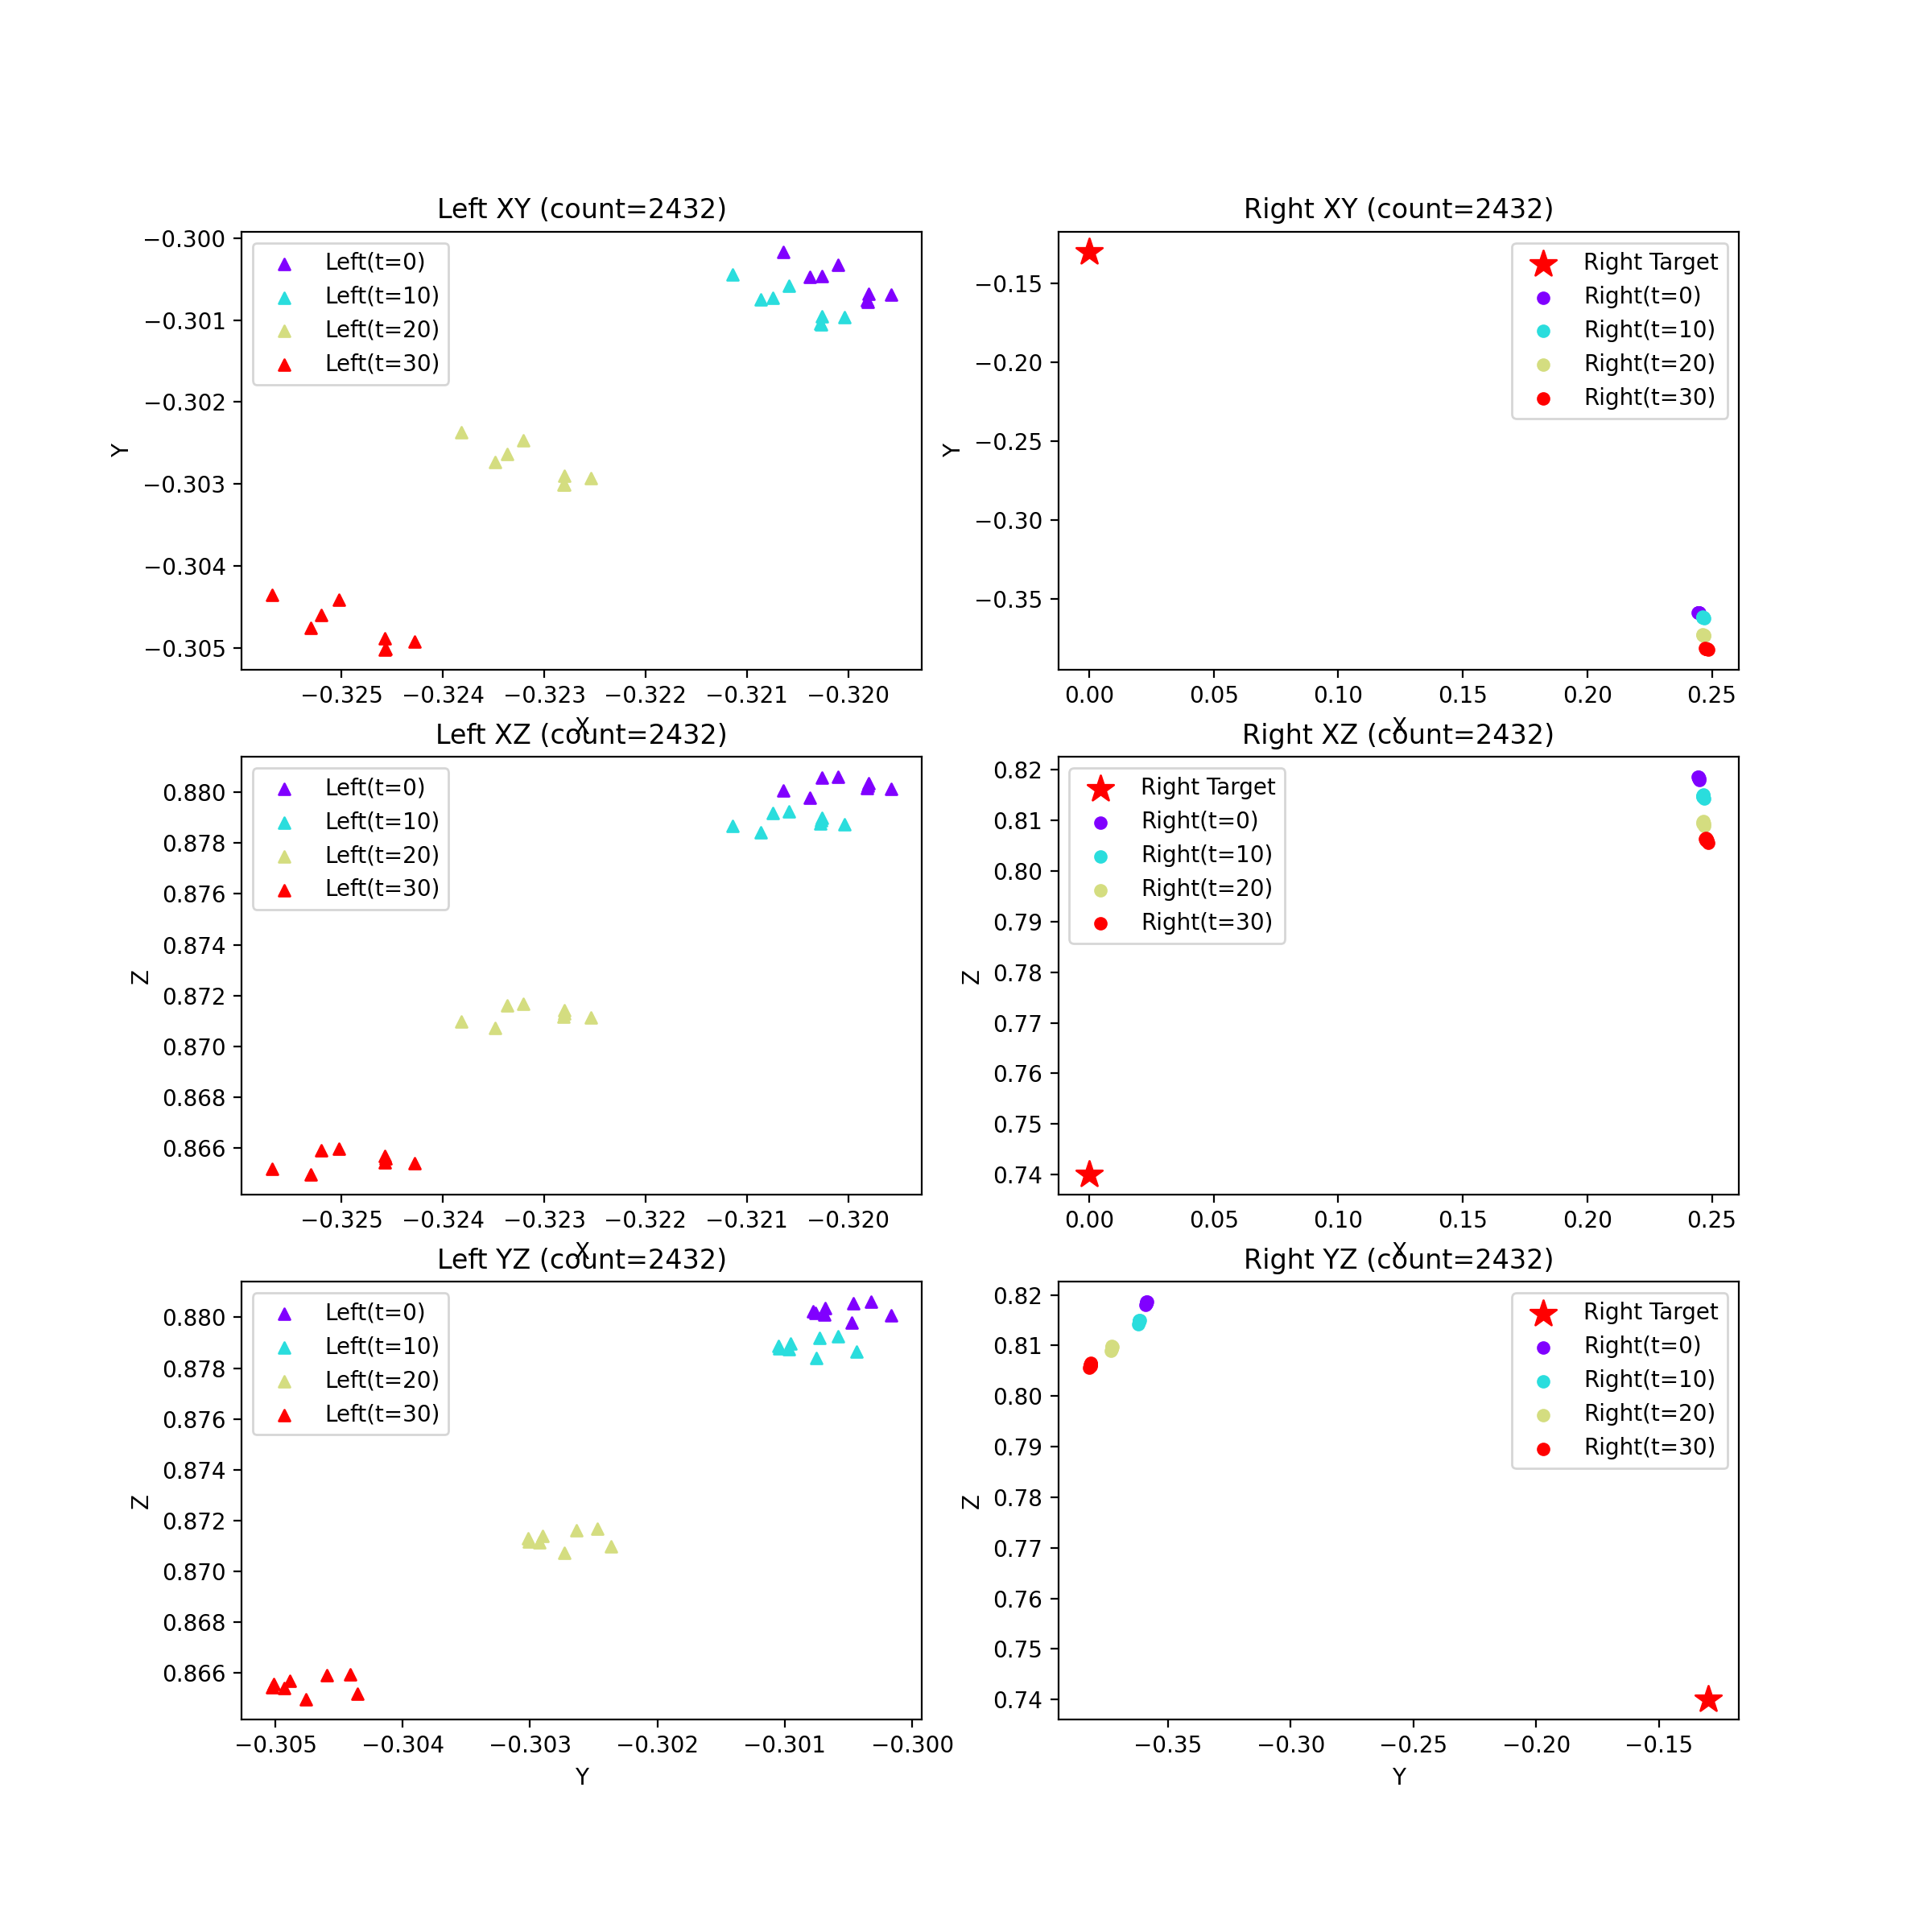 Left XY (count=2432)
Right XY (count=2432)
−0.300
−0.301
−0.302
−0.303
−0.304
−0.305
Y
Left(t=0)
Left(t=10)
Left(t=20)
Left(t=30)
−0.325
−0.324
−0.323
−0.322
−0.321
−0.320
X
−0.15
−0.20
−0.25
−0.30
−0.35
Y
Right Target
Right(t=0)
Right(t=10)
Right(t=20)
Right(t=30)
0.00
0.05
0.10
0.15
0.20
0.25
X
Left XZ (count=2432)
Right XZ (count=2432)
0.880
0.878
0.876
0.874
0.872
0.870
0.868
0.866
Z
Left(t=0)
Left(t=10)
Left(t=20)
Left(t=30)
−0.325
−0.324
−0.323
−0.322
−0.321
−0.320
X
0.82
0.81
0.80
0.79
0.78
0.77
0.76
0.75
0.74
Z
Right Target
Right(t=0)
Right(t=10)
Right(t=20)
Right(t=30)
0.00
0.05
0.10
0.15
0.20
0.25
X
Left YZ (count=2432)
Right YZ (count=2432)
0.880
0.878
0.876
0.874
0.872
0.870
0.868
0.866
Z
Left(t=0)
Left(t=10)
Left(t=20)
Left(t=30)
−0.305
−0.304
−0.303
−0.302
−0.301
−0.300
Y
0.82
0.81
0.80
0.79
0.78
0.77
0.76
0.75
0.74
Z
Right Target
Right(t=0)
Right(t=10)
Right(t=20)
Right(t=30)
−0.35
−0.30
−0.25
−0.20
−0.15
Y